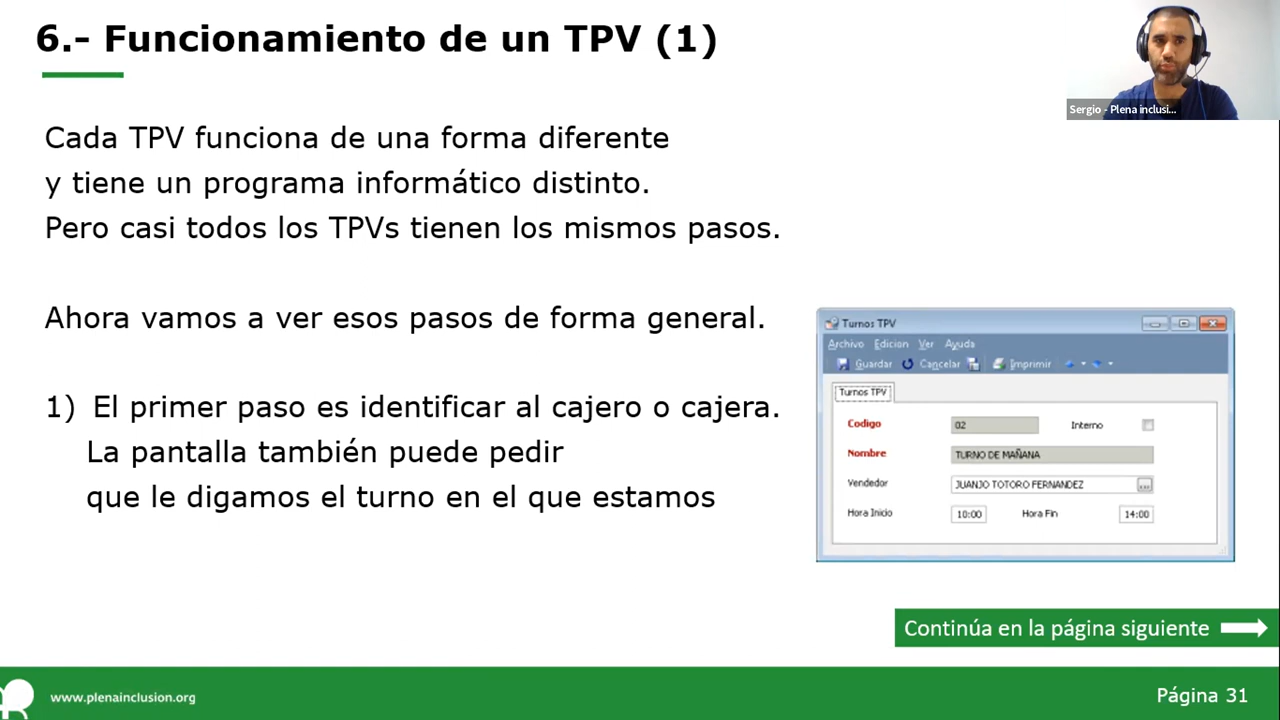 6.- Funcionamiento de un TPV (1)
Sergio - Plena inclusi...
Cada TPV funciona de una forma diferente
y tiene un programa informático distinto.
Pero casi todos los TPVs tienen los mismos pasos.
Ahora vamos a ver esos pasos de forma general.
1) El primer paso es identificar al cajero o cajera.
La pantalla también puede pedir
que le digamos el turno en el que estamos
Turnos TPV
Archivo Edicion Ver Ayuda
Guardar Cancelar Imprimir
Turnos TPV
Codigo 02 Interno
Nombre TURNO DE MAÑANA
Vendedor JUANJO TOTORO FERNANDEZ ...
Hora Inicio 10:00 Hora Fin 14:00
Continúa en la página siguiente
www.plenainclusion.org
Página 31